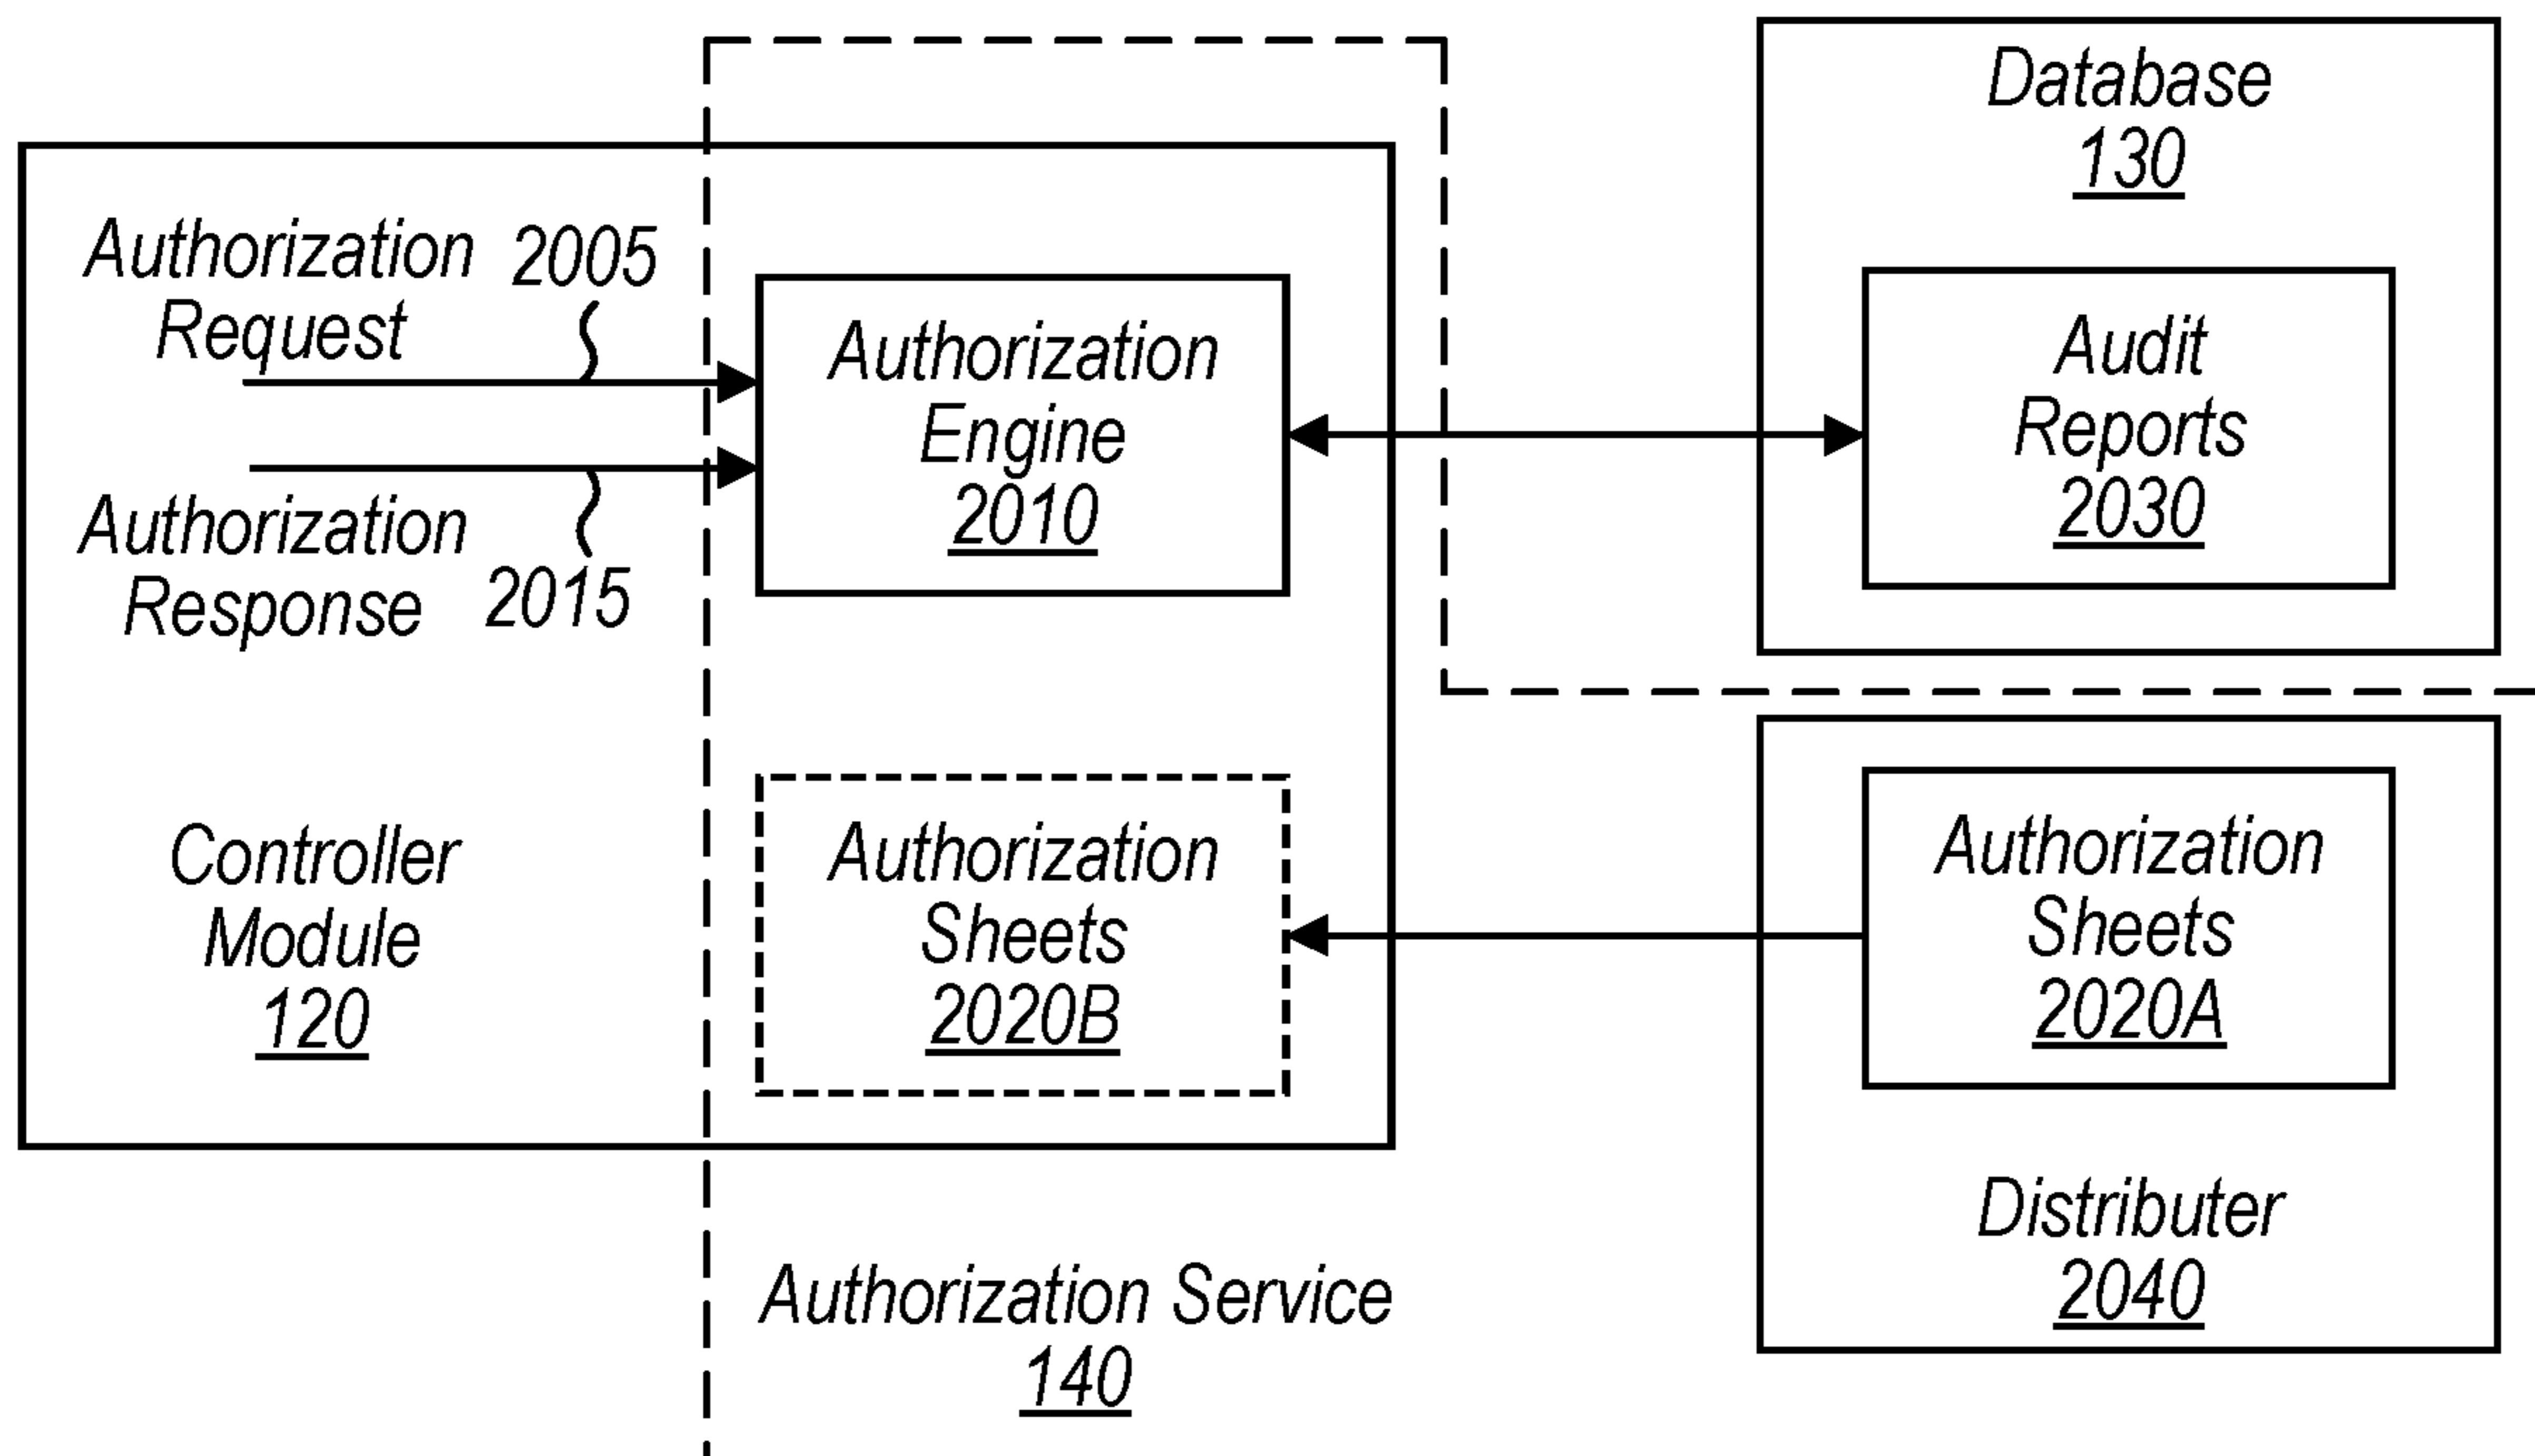 Database
130
Authorization
Request
2005
Authorization
Engine
2010
Audit
Reports
2030
Authorization
Response
2015
Controller
Module
120
Authorization
Sheets
2020B
Authorization
Sheets
2020A
Distributer
2040
Authorization Service
140